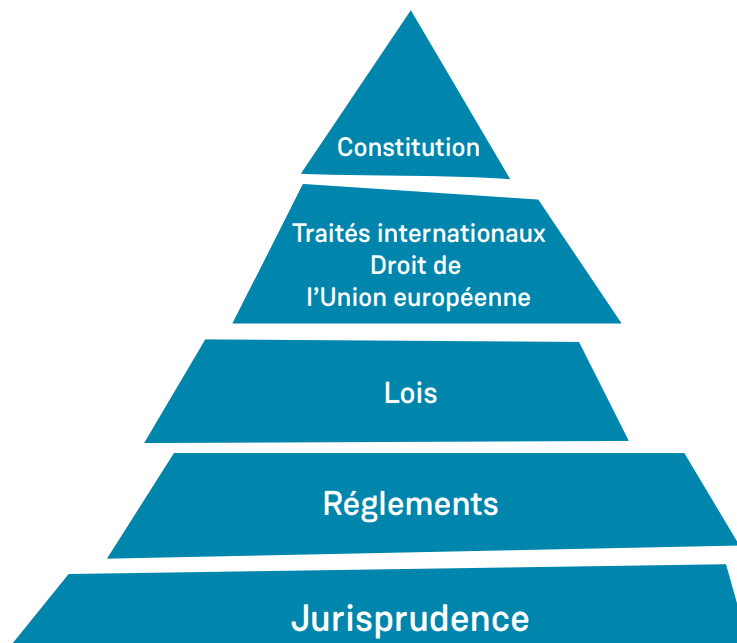 Constitution
Traités internationaux
Droit de
l’Union européenne
Lois
Réglements
Jurisprudence